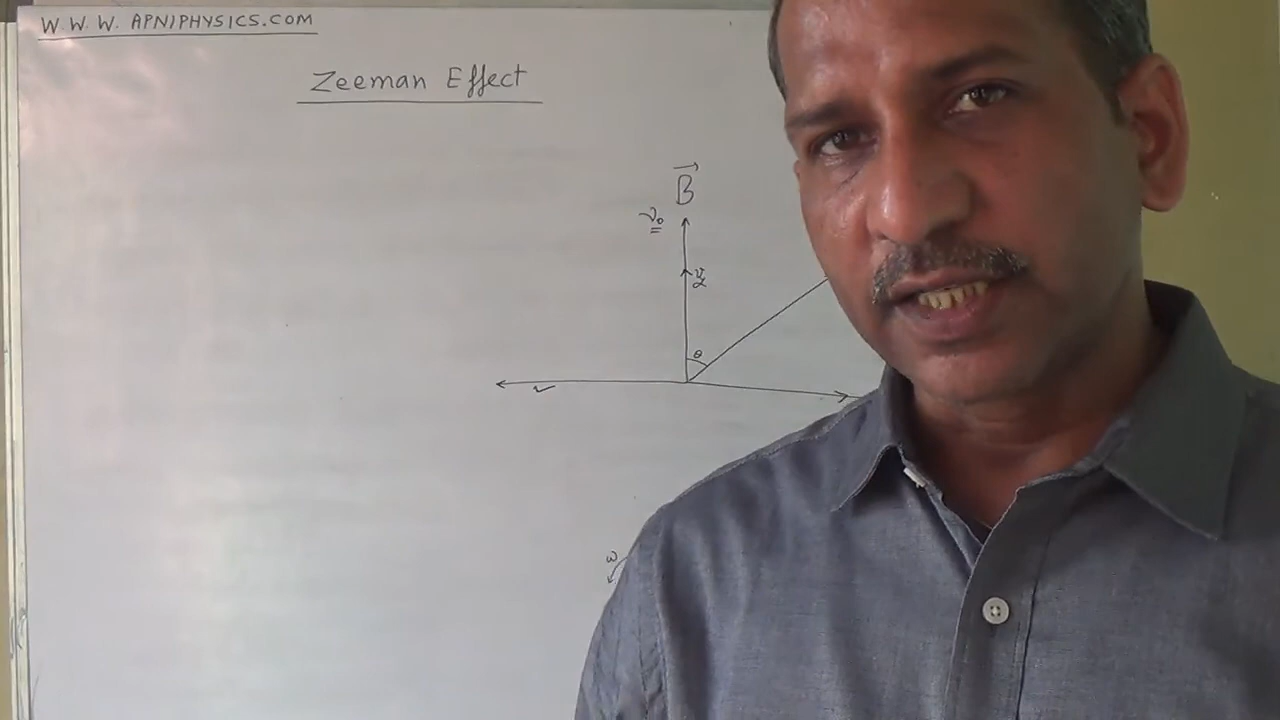 W. W. W. APNIPHYSICS.COM
Zeeman Effect
B
ν₀
θ
ω